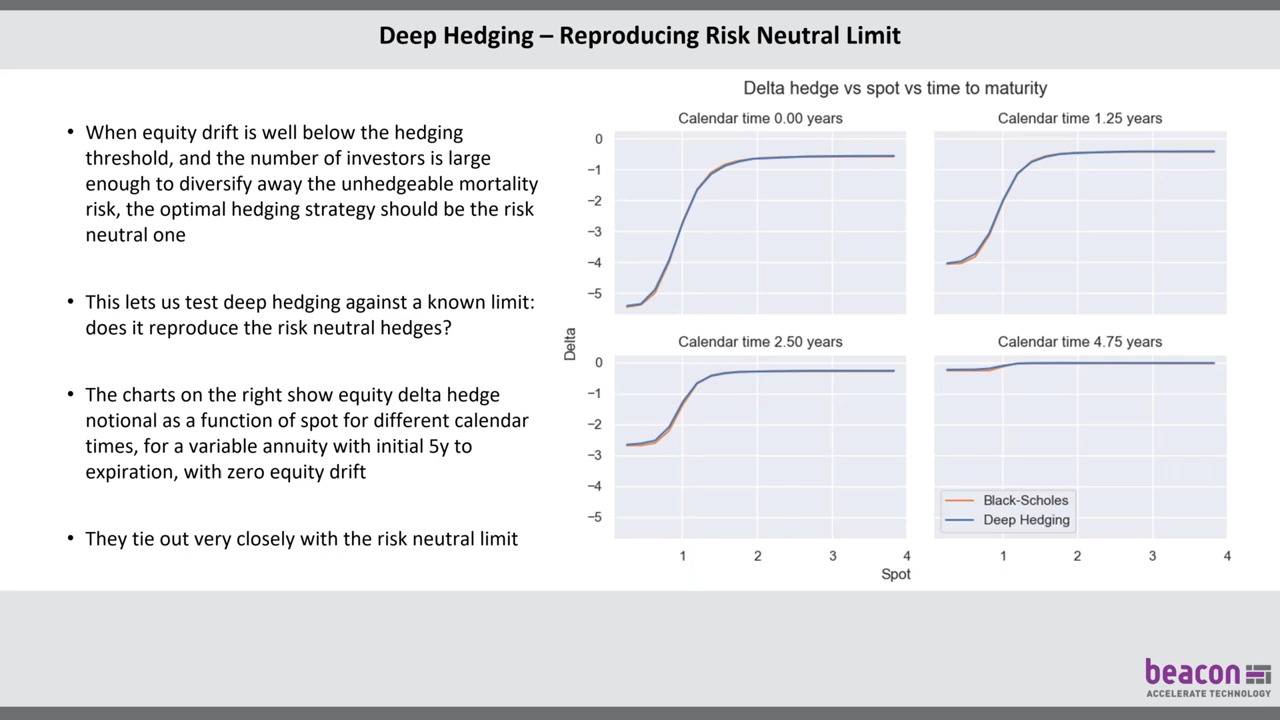 Deep Hedging – Reproducing Risk Neutral Limit
• When equity drift is well below the hedging
threshold, and the number of investors is large
enough to diversify away the unhedgeable mortality
risk, the optimal hedging strategy should be the risk
neutral one
• This lets us test deep hedging against a known limit:
does it reproduce the risk neutral hedges?
• The charts on the right show equity delta hedge
notional as a function of spot for different calendar
times, for a variable annuity with initial 5y to
expiration, with zero equity drift
• They tie out very closely with the risk neutral limit
Delta hedge vs spot vs time to maturity
Calendar time 0.00 years
Calendar time 1.25 years
0
−1
−2
−3
−4
−5
Calendar time 2.50 years
Calendar time 4.75 years
0
−1
−2
−3
−4
−5
Delta
Black-Scholes
Deep Hedging
1 2 3 4
1 2 3 4
Spot
beacon
ACCELERATE TECHNOLOGY